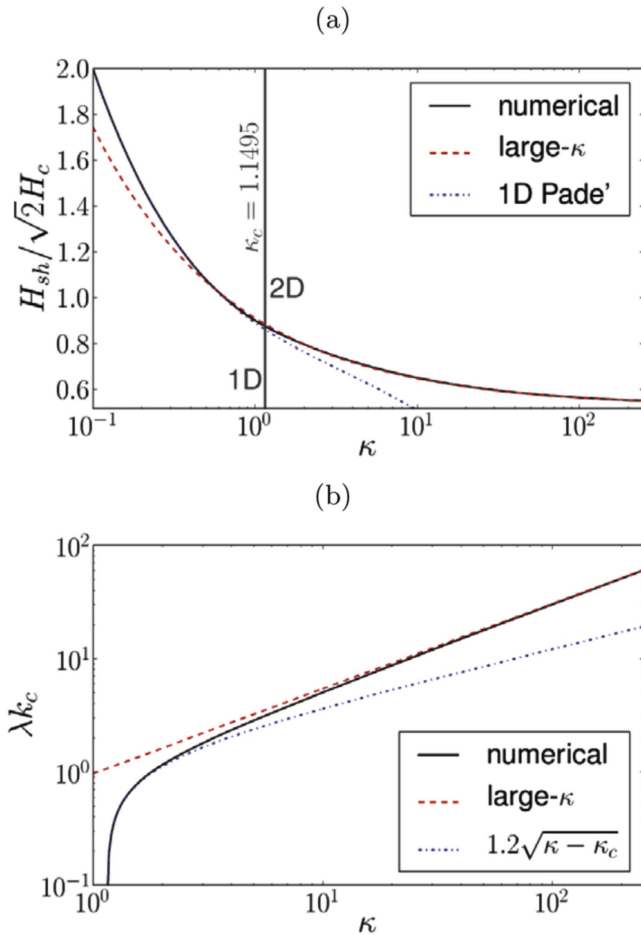 (a)
2.0
1.8
1.6
1.4
1.2
1.0
0.8
0.6
H_{sh}/√2H_c
κ_c = 1.1495
2D
1D
numerical
large-κ
1D Pade'
10^{-1}
10^0
10^1
10^2
κ
(b)
10^2
10^1
10^0
10^{-1}
λk_c
numerical
large-κ
1.2√κ − κ_c
10^0
10^1
10^2
κ